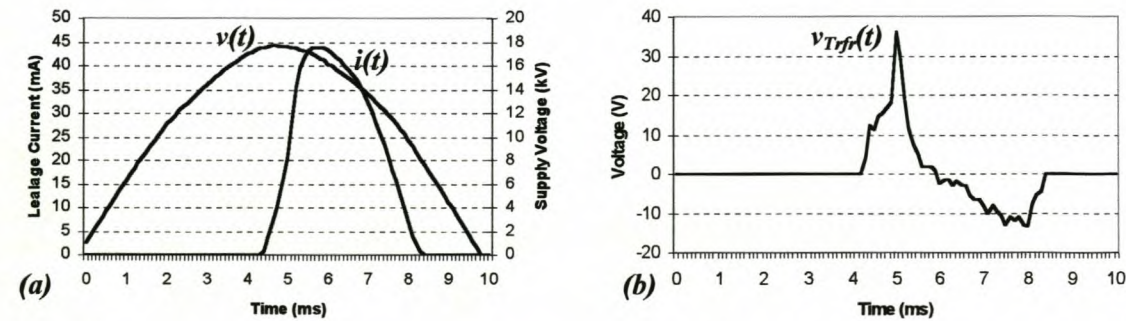 50
45
40
35
30
25
20
15
10
5
0
Lealage Current (mA)
v(t)
i(t)
20
18
16
14
12
10
8
6
4
2
0
Supply Voltage (kV)
0 1 2 3 4 5 6 7 8 9 10
Time (ms)
(a)
40
30
20
10
0
-10
-20
Voltage (V)
vTrfr(t)
0 1 2 3 4 5 6 7 8 9 10
Time (ms)
(b)